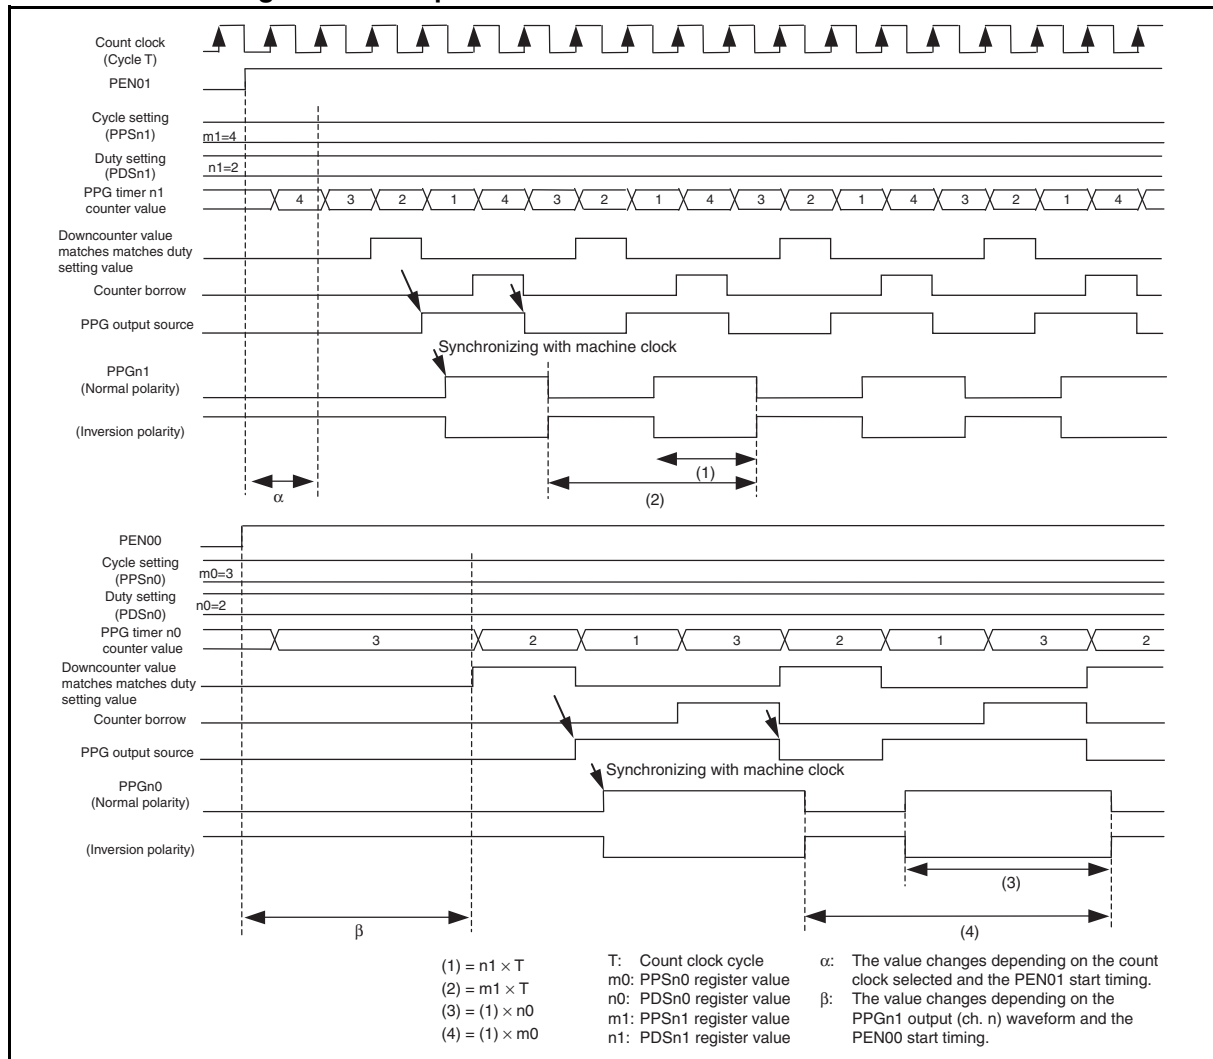 Count clock
(Cycle T)
PEN01
Cycle setting
(PPSn1)
m1=4
Duty setting
(PDSn1)
n1=2
PPG timer n1
counter value
4 3 2 1 4 3 2 1 4 3 2 1 4 3 2 1 4
Downcounter value
matches matches duty
setting value
Counter borrow
PPG output source
Synchronizing with machine clock
PPGn1
(Normal polarity)
(Inversion polarity)
(1)
(2)
α
PEN00
Cycle setting
(PPSn0)
m0=3
Duty setting
(PDSn0)
n0=2
PPG timer n0
counter value
3 2 1 3 2 1 3 2
Downcounter value
matches matches duty
setting value
Counter borrow
PPG output source
Synchronizing with machine clock
PPGn0
(Normal polarity)
(Inversion polarity)
(3)
(4)
β
(1) = n1 × T
(2) = m1 × T
(3) = (1) × n0
(4) = (1) × m0
T: Count clock cycle
m0: PPSn0 register value
n0: PDSn0 register value
m1: PPSn1 register value
n1: PDSn1 register value
α: The value changes depending on the count
clock selected and the PEN01 start timing.
β: The value changes depending on the
PPGn1 output (ch. n) waveform and the
PEN00 start timing.